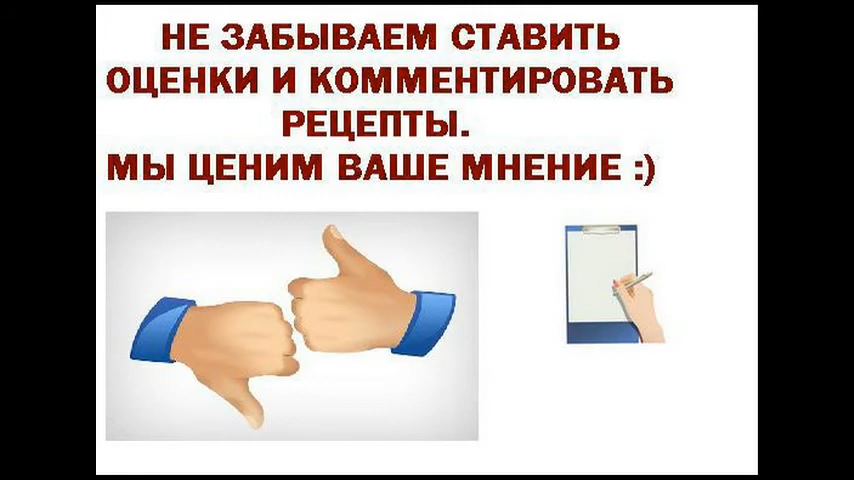 НЕ ЗАБЫВАЕМ СТАВИТЬ
ОЦЕНКИ И КОММЕНТИРОВАТЬ
РЕЦЕПТЫ.
МЫ ЦЕНИМ ВАШЕ МНЕНИЕ :)